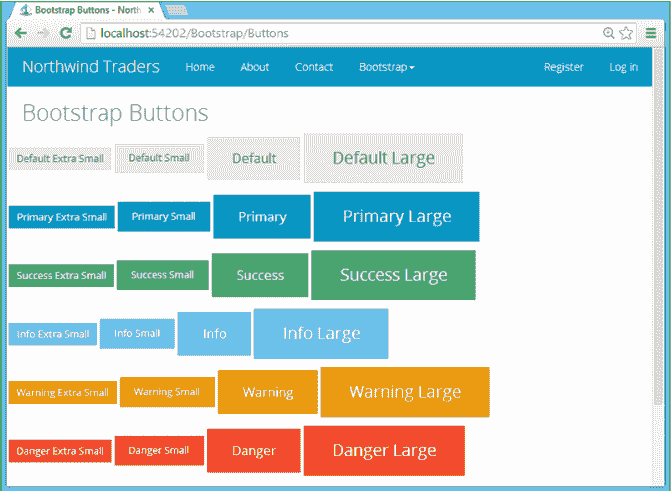 Bootstrap Buttons - North
localhost:54202/Bootstrap/Buttons
Northwind Traders Home About Contact Bootstrap Register Log in
Bootstrap Buttons
Default Extra Small Default Small Default Default Large
Primary Extra Small Primary Small Primary Primary Large
Success Extra Small Success Small Success Success Large
Info Extra Small Info Small Info Info Large
Warning Extra Small Warning Small Warning Warning Large
Danger Extra Small Danger Small Danger Danger Large